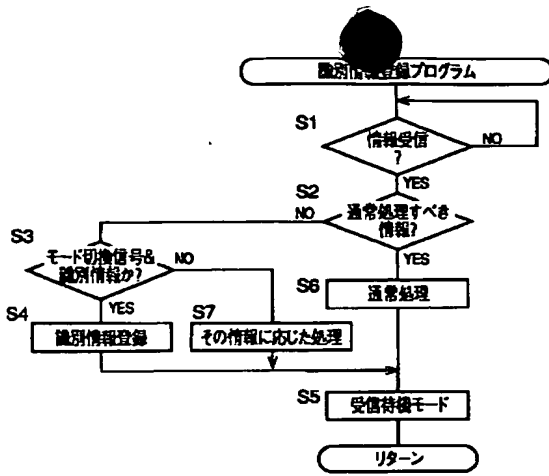 識別情報登録プログラム
S1
情報受信
?
NO
YES
S2
通常処理すべき
情報?
NO
YES
S3
モード切換信号&
識別情報か?
NO
YES
S6
通常処理
S4
識別情報登録
S7
その情報に応じた処理
S5
受信待機モード
リターン